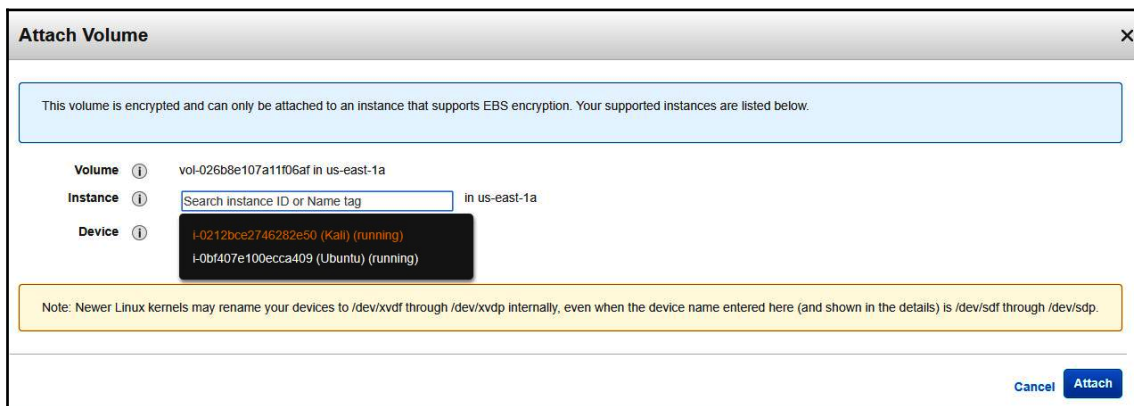 Attach Volume
×
This volume is encrypted and can only be attached to an instance that supports EBS encryption. Your supported instances are listed below.
Volume i vol-026b8e107a11f06af in us-east-1a
Instance i Search instance ID or Name tag in us-east-1a
Device i
i-0212bce2746282e50 (Kali) (running)
i-0bf407e100ecca409 (Ubuntu) (running)
Note: Newer Linux kernels may rename your devices to /dev/xvdf through /dev/xvdp internally, even when the device name entered here (and shown in the details) is /dev/sdf through /dev/sdp.
Cancel Attach